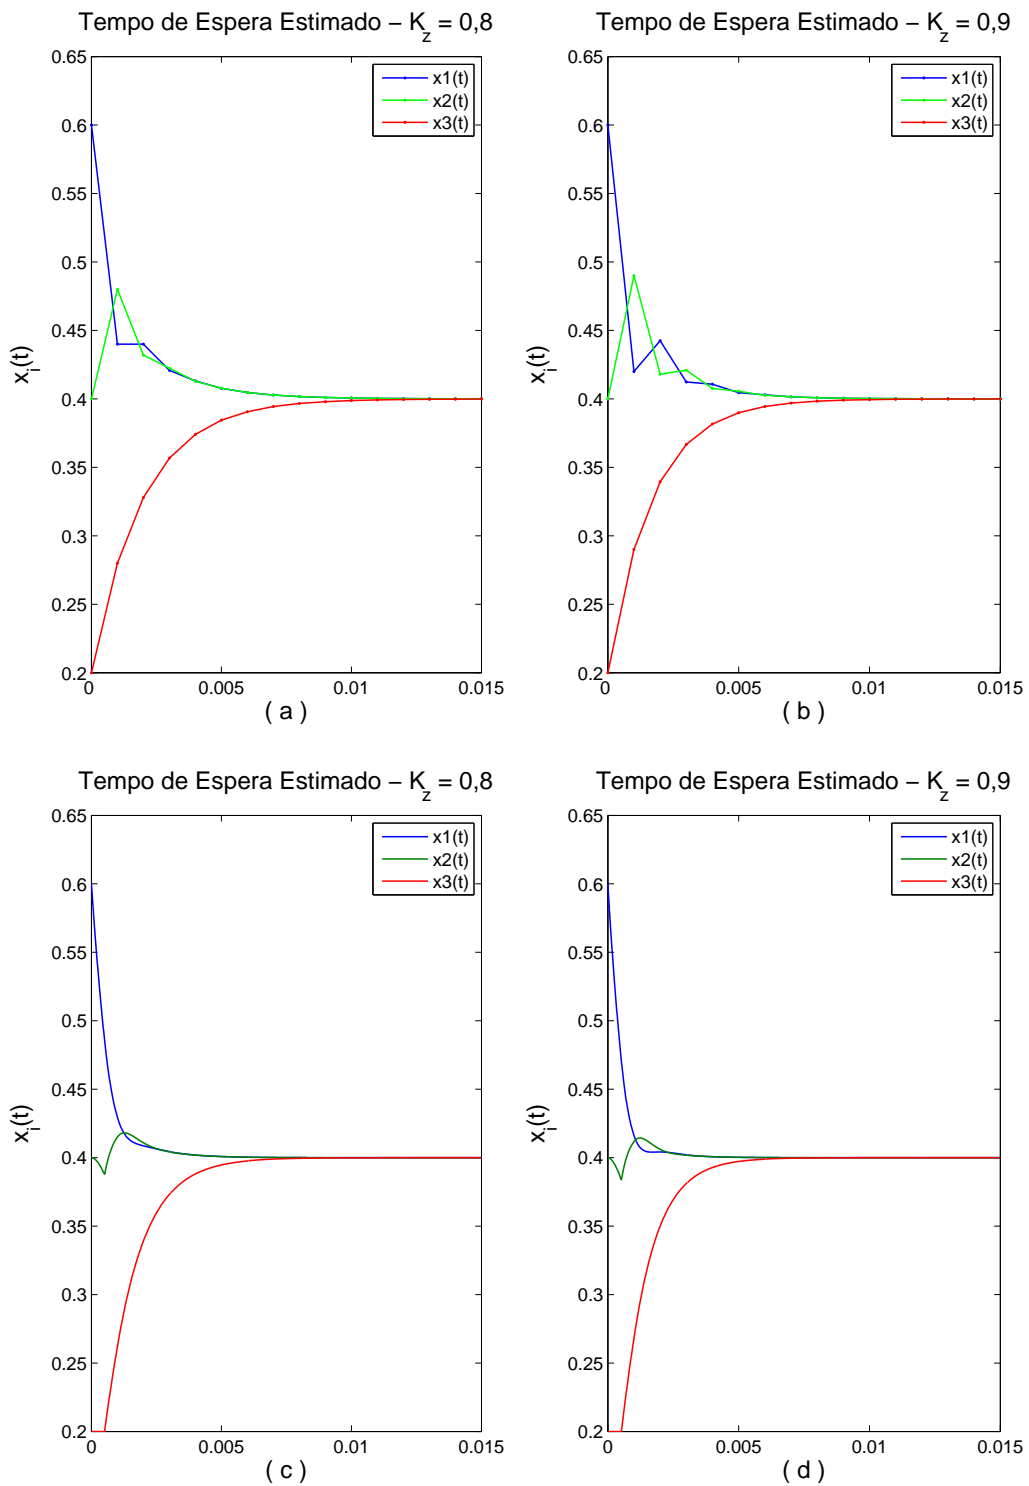 Tempo de Espera Estimado – K_z = 0,8
0.65
0.6
0.55
0.5
0.45
0.4
0.35
0.3
0.25
0.2
x_i(t)
x1(t)
x2(t)
x3(t)
0 0.005 0.01 0.015
( a )
Tempo de Espera Estimado – K_z = 0,9
0.65
0.6
0.55
0.5
0.45
0.4
0.35
0.3
0.25
0.2
x_i(t)
x1(t)
x2(t)
x3(t)
0 0.005 0.01 0.015
( b )
Tempo de Espera Estimado – K_z = 0,8
0.65
0.6
0.55
0.5
0.45
0.4
0.35
0.3
0.25
0.2
x_i(t)
x1(t)
x2(t)
x3(t)
0 0.005 0.01 0.015
( c )
Tempo de Espera Estimado – K_z = 0,9
0.65
0.6
0.55
0.5
0.45
0.4
0.35
0.3
0.25
0.2
x_i(t)
x1(t)
x2(t)
x3(t)
0 0.005 0.01 0.015
( d )